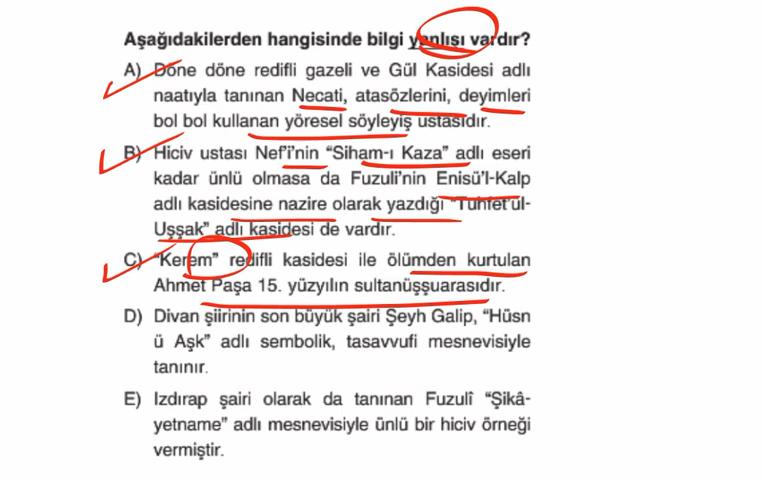 Aşağıdakilerden hangisinde bilgi yanlışı vardır?
A) Döne döne redifli gazeli ve Gül Kasidesi adlı
naatıyla tanınan Necati, atasözlerini, deyimleri
bol bol kullanan yöresel söyleyiş ustasıdır.
B) Hiciv ustası Nef'i'nin “Siham-ı Kaza” adlı eseri
kadar ünlü olmasa da Fuzuli'nin Enisü'l-Kalp
adlı kasidesine nazire olarak yazdığı “Tuhfet'ül-
Uşşak” adlı kasidesi de vardır.
C) “Kerem” redifli kasidesi ile ölümden kurtulan
Ahmet Paşa 15. yüzyılın sultanüşşuarasıdır.
D) Divan şiirinin son büyük şairi Şeyh Galip, “Hüsn
ü Aşk” adlı sembolik, tasavvufi mesnevisiyle
tanınır.
E) Izdırap şairi olarak da tanınan Fuzulî “Şikâ-
yetname” adlı mesnevisiyle ünlü bir hiciv örneği
vermiştir.